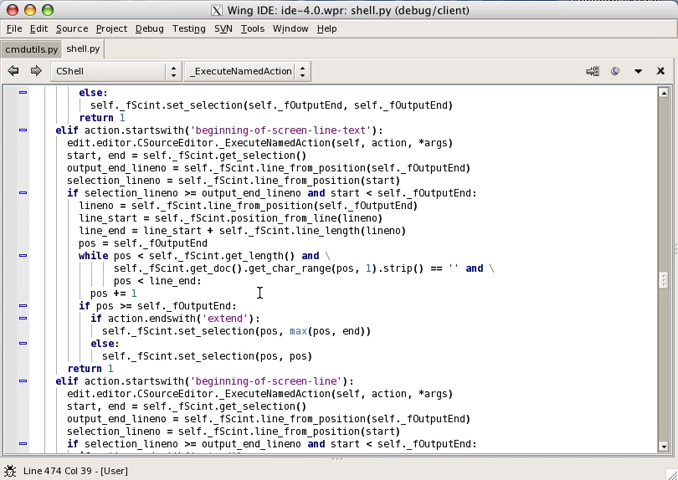 Wing IDE: ide-4.0.wpr: shell.py (debug/client)
File Edit Source Project Debug Testing SVN Tools Window Help
cmdutils.py shell.py
CShell _ExecuteNamedAction
else:
self._fScint.set_selection(self._fOutputEnd, self._fOutputEnd)
return 1
elif action.startswith('beginning-of-screen-line-text'):
edit.editor.CSourceEditor._ExecuteNamedAction(self, action, *args)
start, end = self._fScint.get_selection()
output_end_lineno = self._fScint.line_from_position(self._fOutputEnd)
selection_lineno = self._fScint.line_from_position(start)
if selection_lineno >= output_end_lineno and start < self._fOutputEnd:
lineno = self._fScint.line_from_position(self._fOutputEnd)
line_start = self._fScint.position_from_line(lineno)
line_end = line_start + self._fScint.line_length(lineno)
pos = self._fOutputEnd
while pos < self._fScint.get_length() and \
self._fScint.get_doc().get_char_range(pos, 1).strip() == '' and \
pos < line_end:
pos += 1
if pos >= self._fOutputEnd:
if action.endswith('extend'):
self._fScint.set_selection(pos, max(pos, end))
else:
self._fScint.set_selection(pos, pos)
return 1
elif action.startswith('beginning-of-screen-line'):
edit.editor.CSourceEditor._ExecuteNamedAction(self, action, *args)
start, end = self._fScint.get_selection()
output_end_lineno = self._fScint.line_from_position(self._fOutputEnd)
selection_lineno = self._fScint.line_from_position(start)
if selection_lineno >= output_end_lineno and start < self._fOutputEnd:
Line 474 Col 39 - [User]